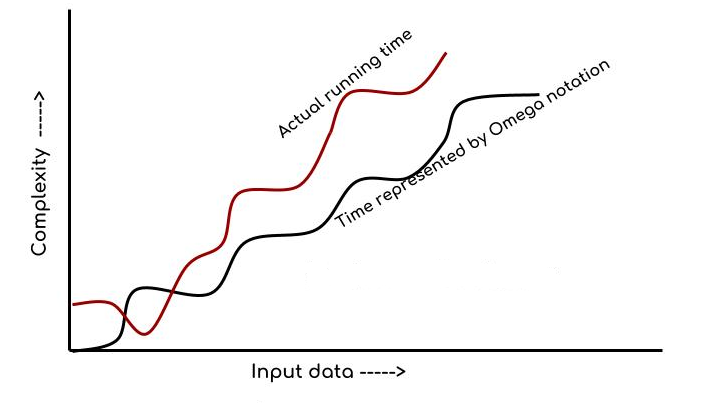 Actual running time
Time represented by Omega notation
Complexity ----->
Input data ----->